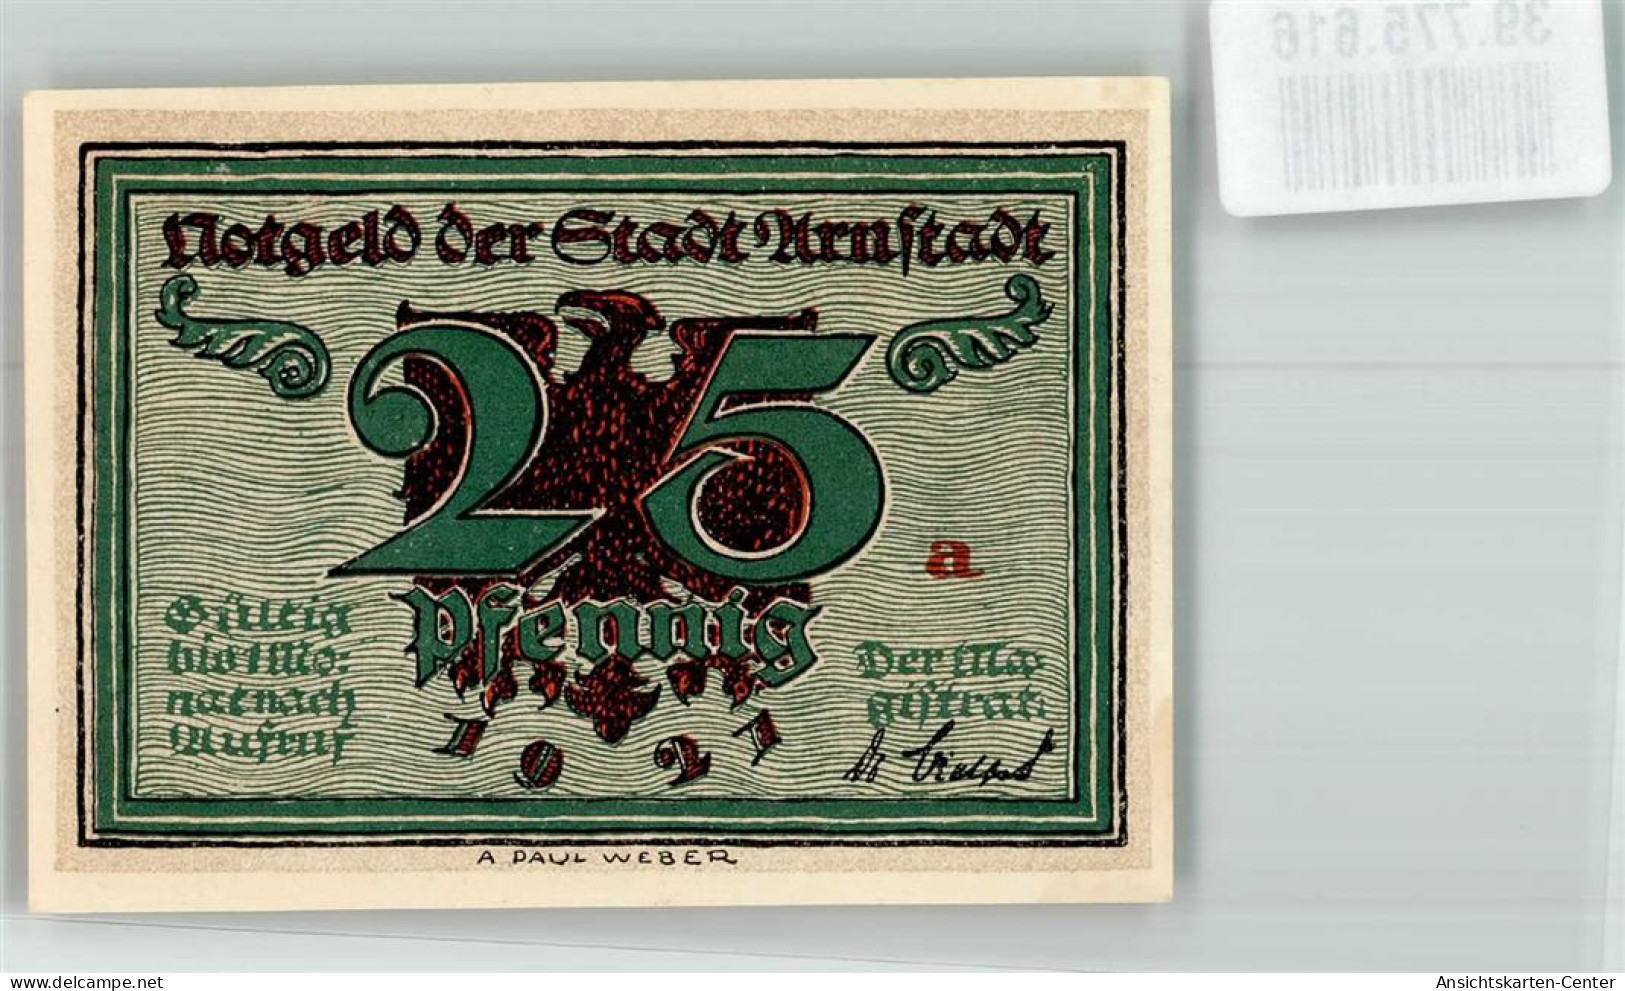 39.775.616
Notgeld der Stadt Arnstadt
25
a
Pfennig
Gültig
bis 1 Mo-
nat nach
Aufruf
Der Ma-
gistrat:
1921
Dr
A PAUL WEBER
www.delcampe.net
Ansichtskarten-Center